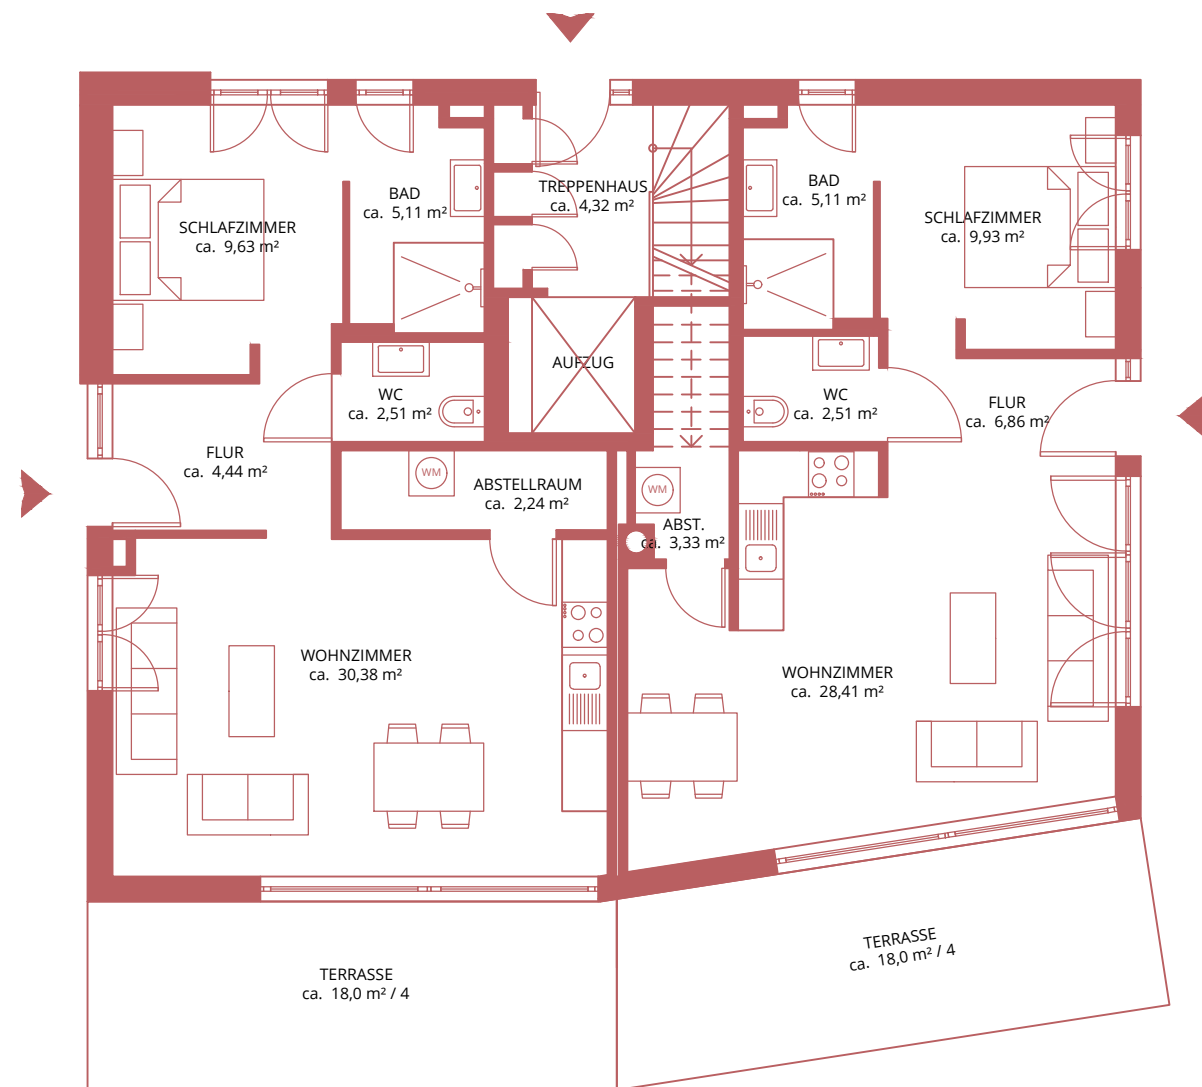 BAD
ca. 5,11 m²
SCHLAFZIMMER
ca. 9,63 m²
TREPPENHAUS
ca. 4,32 m²
BAD
ca. 5,11 m²
SCHLAFZIMMER
ca. 9,93 m²
AUFZUG
WC
ca. 2,51 m²
WC
ca. 2,51 m²
FLUR
ca. 6,86 m²
FLUR
ca. 4,44 m²
WM
ABSTELLRAUM
ca. 2,24 m²
WM
ABST.
ca. 3,33 m²
WOHNZIMMER
ca. 30,38 m²
WOHNZIMMER
ca. 28,41 m²
TERRASSE
ca. 18,0 m² / 4
TERRASSE
ca. 18,0 m² / 4